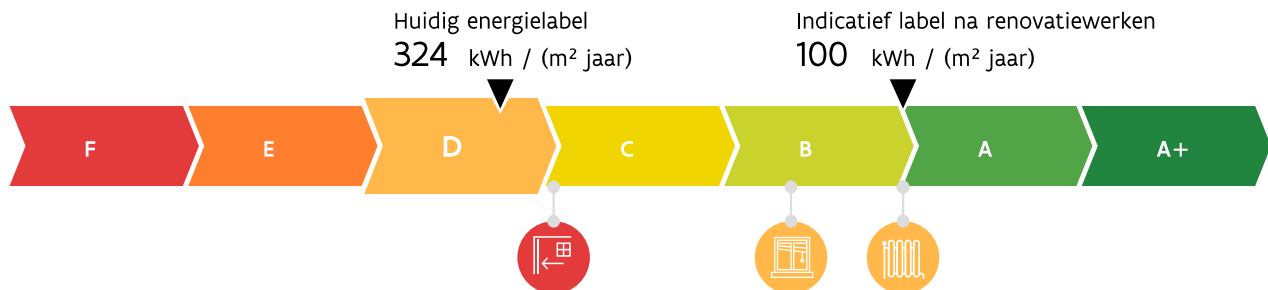 Huidig energielabel
324 kWh / (m² jaar)
Indicatief label na renovatiewerken
100 kWh / (m² jaar)
F E D C B A A+